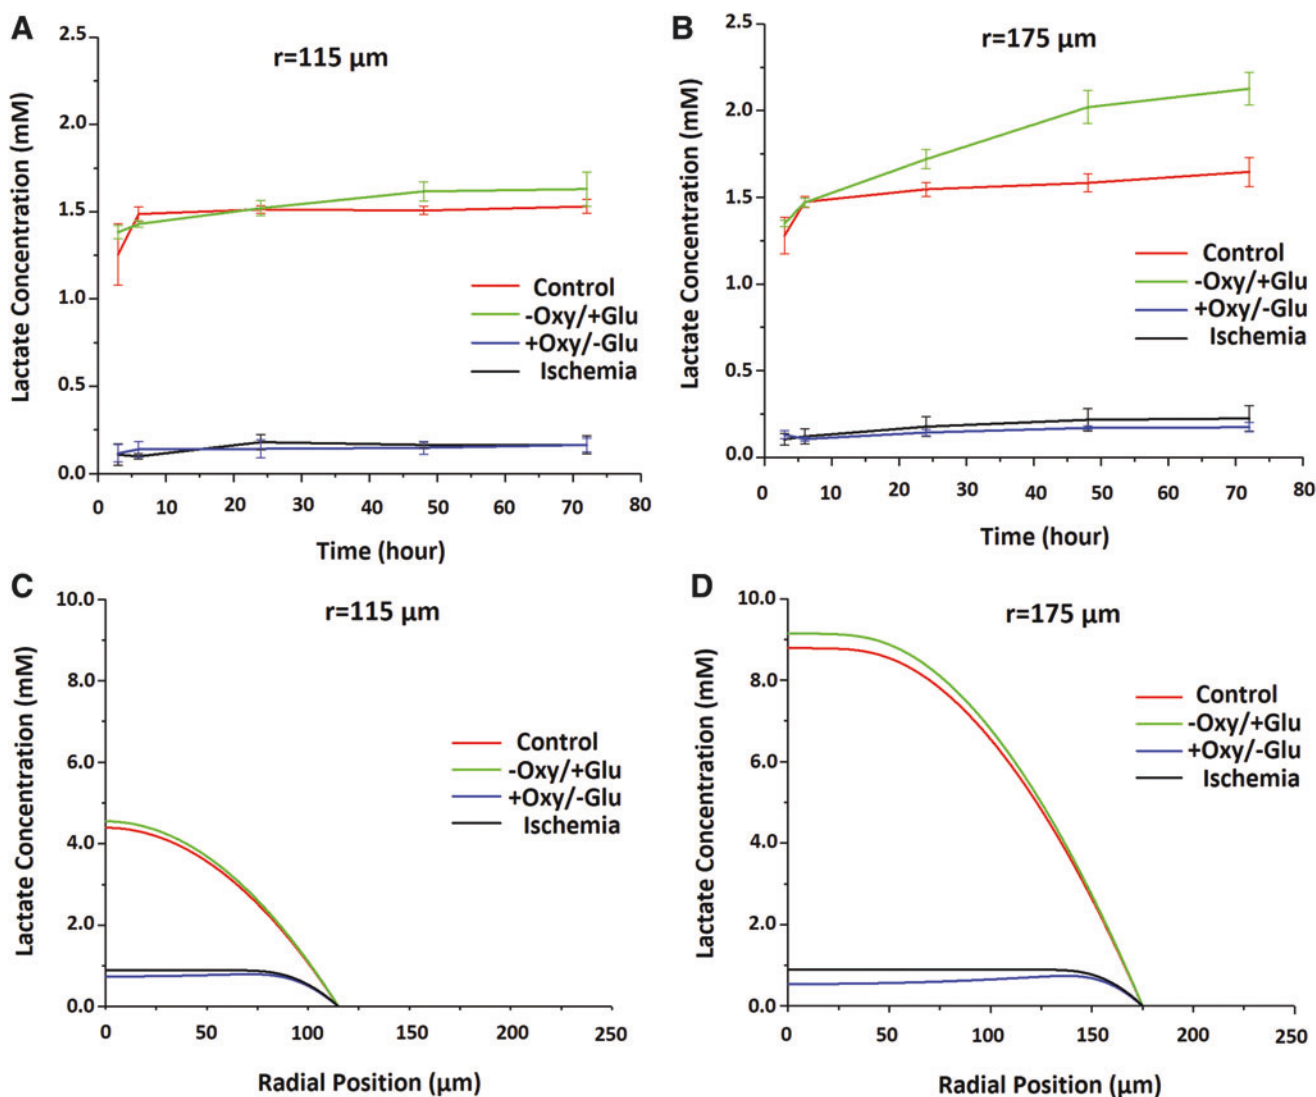 A
r=115 μm
Lactate Concentration (mM)
2.5
2.0
1.5
1.0
0.5
0.0
Control
-Oxy/+Glu
+Oxy/-Glu
Ischemia
0 10 20 30 40 50 60 70 80
Time (hour)
B
r=175 μm
Lactate Concentration (mM)
2.5
2.0
1.5
1.0
0.5
0.0
Control
-Oxy/+Glu
+Oxy/-Glu
Ischemia
0 10 20 30 40 50 60 70 80
Time (hour)
C
r=115 μm
Lactate Concentration (mM)
10.0
8.0
6.0
4.0
2.0
0.0
Control
-Oxy/+Glu
+Oxy/-Glu
Ischemia
0 50 100 150 200 250
Radial Position (μm)
D
r=175 μm
Lactate Concentration (mM)
10.0
8.0
6.0
4.0
2.0
0.0
Control
-Oxy/+Glu
+Oxy/-Glu
Ischemia
0 50 100 150 200 250
Radial Position (μm)